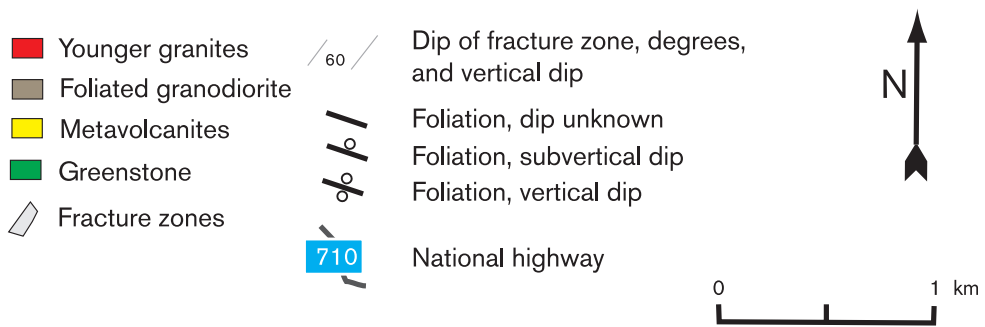 Younger granites
Foliated granodiorite
Metavolcanites
Greenstone
Fracture zones
60
Dip of fracture zone, degrees,
and vertical dip
Foliation, dip unknown
Foliation, subvertical dip
Foliation, vertical dip
710
National highway
N
0
1 km